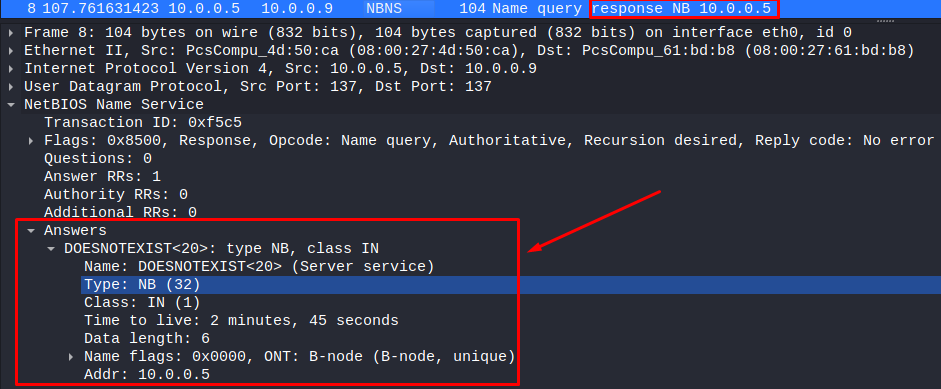 8 107.761631423 10.0.0.5 10.0.0.9 NBNS 104 Name query response NB 10.0.0.5
Frame 8: 104 bytes on wire (832 bits), 104 bytes captured (832 bits) on interface eth0, id 0
Ethernet II, Src: PcsCompu_4d:50:ca (08:00:27:4d:50:ca), Dst: PcsCompu_61:bd:b8 (08:00:27:61:bd:b8)
Internet Protocol Version 4, Src: 10.0.0.5, Dst: 10.0.0.9
User Datagram Protocol, Src Port: 137, Dst Port: 137
NetBIOS Name Service
Transaction ID: 0xf5c5
Flags: 0x8500, Response, Opcode: Name query, Authoritative, Recursion desired, Reply code: No error
Questions: 0
Answer RRs: 1
Authority RRs: 0
Additional RRs: 0
Answers
DOESNOTEXIST<20>: type NB, class IN
Name: DOESNOTEXIST<20> (Server service)
Type: NB (32)
Class: IN (1)
Time to live: 2 minutes, 45 seconds
Data length: 6
Name flags: 0x0000, ONT: B-node (B-node, unique)
Addr: 10.0.0.5